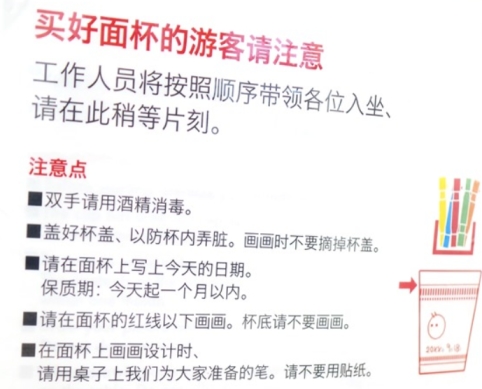 买好面杯的游客请注意
工作人员将按照顺序带领各位入坐、
请在此稍等片刻。
注意点
■双手请用酒精消毒。
■盖好杯盖、以防杯内弄脏。画画时不要摘掉杯盖。
■请在面杯上写上今天的日期。
保质期：今天起一个月以内。
■请在面杯的红线以下画画。杯底请不要画画。
■在面杯上画画设计时、
请用桌子上我们为大家准备的笔。请不要用贴纸。